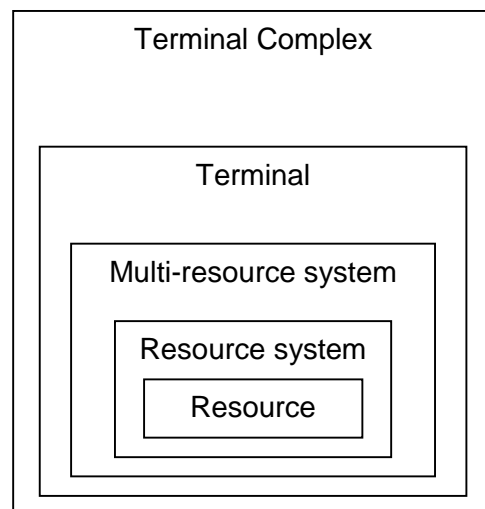 Terminal Complex
Terminal
Multi-resource system
Resource system
Resource